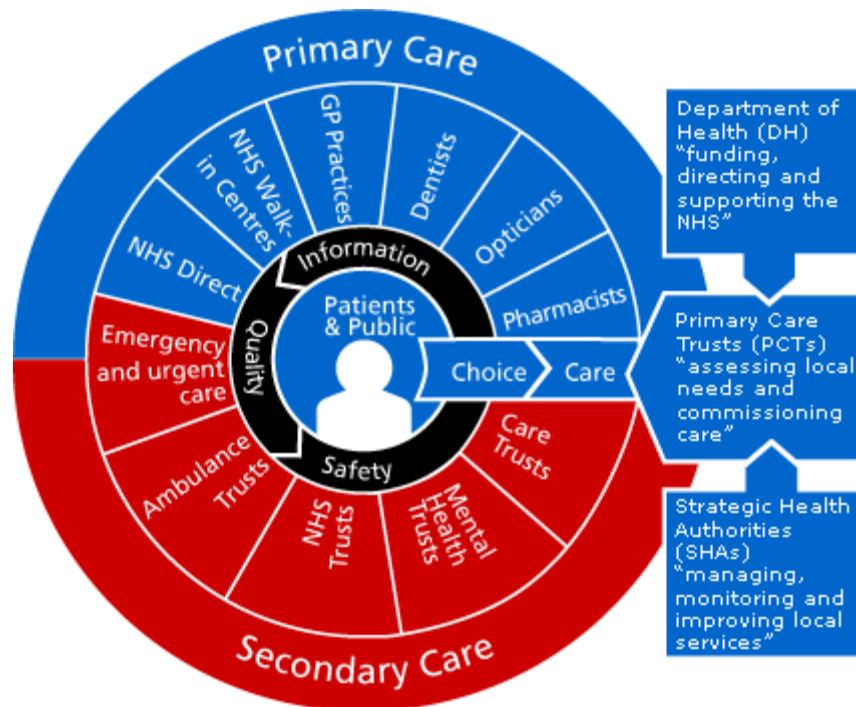 Primary Care
NHS Direct
NHS Walk-
in Centres
GP Practices
Dentists
Opticians
Pharmacists
Information
Quality
Safety
Patients
& Public
Choice
Care
Emergency
and urgent
care
Ambulance
Trusts
NHS
Trusts
Mental
Health
Trusts
Care
Trusts
Secondary Care
Department of
Health (DH)
“funding,
directing and
supporting the
NHS”
Primary Care
Trusts (PCTs)
“assessing local
needs and
commissioning
care”
Strategic Health
Authorities
(SHAs)
“managing,
monitoring and
improving local
services”